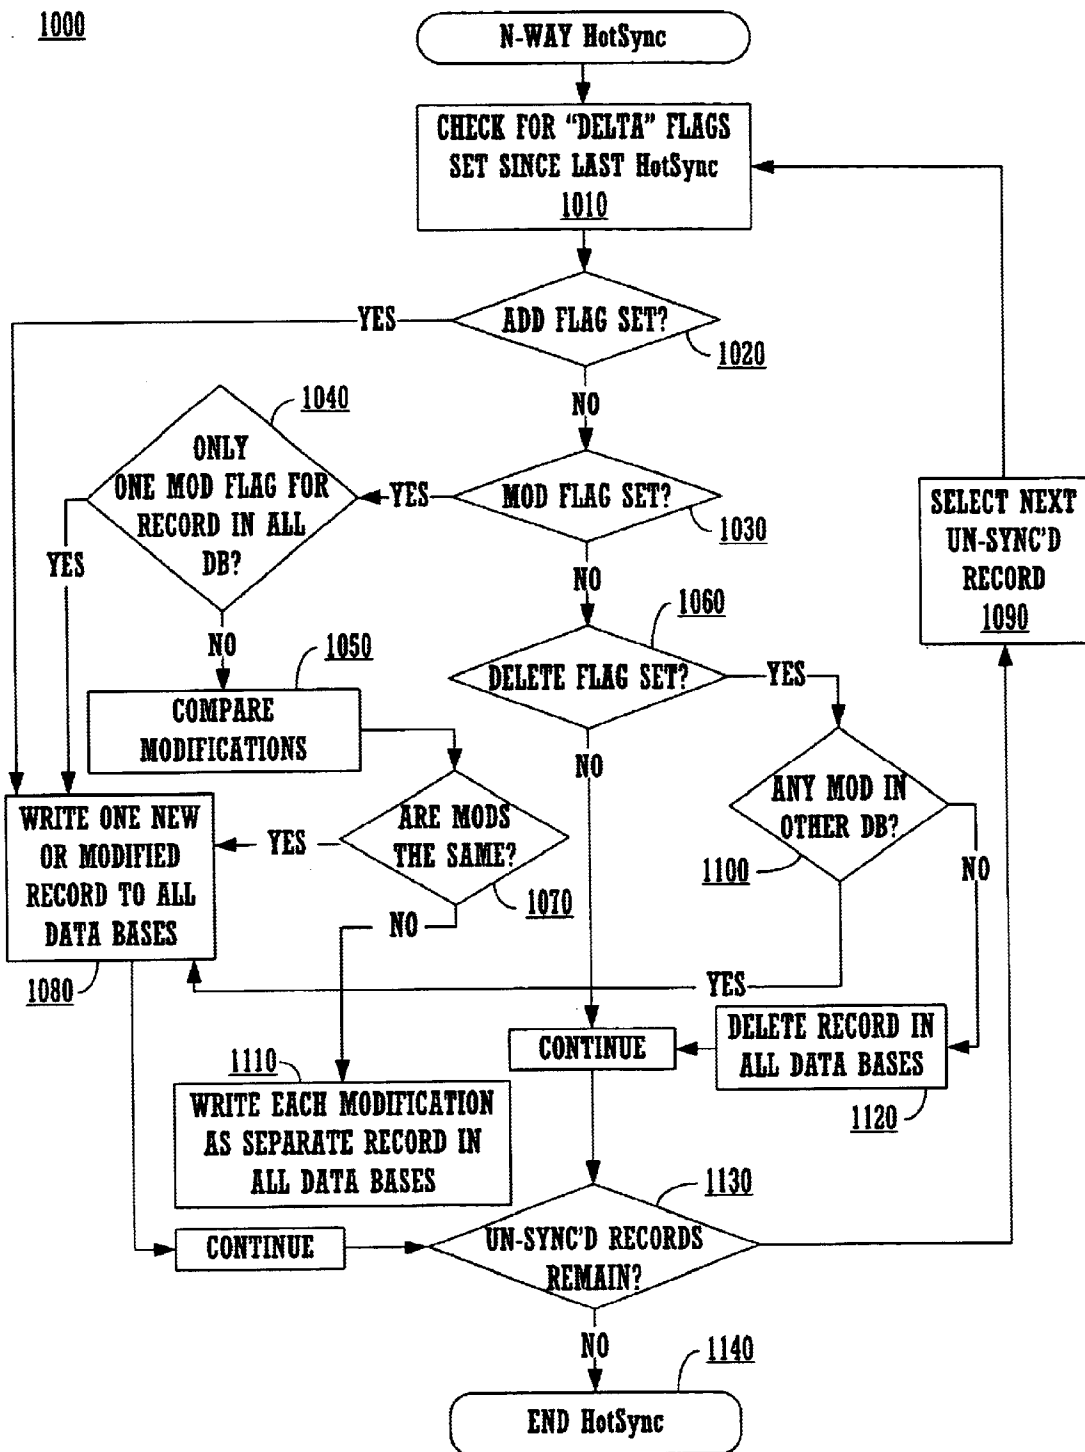 1000
N-WAY HotSync
CHECK FOR “DELTA” FLAGS
SET SINCE LAST HotSync
1010
YES
ADD FLAG SET?
1020
NO
1040
ONLY
ONE MOD FLAG FOR
RECORD IN ALL
DB?
YES
MOD FLAG SET?
1030
SELECT NEXT
UN-SYNC'D
RECORD
1090
YES
NO
NO
1050
1060
DELETE FLAG SET?
YES
COMPARE
MODIFICATIONS
NO
ANY MOD IN
OTHER DB?
1100
NO
WRITE ONE NEW
OR MODIFIED
RECORD TO ALL
DATA BASES
1080
YES
ARE MODS
THE SAME?
1070
NO
YES
CONTINUE
DELETE RECORD IN
ALL DATA BASES
1120
1110
WRITE EACH MODIFICATION
AS SEPARATE RECORD IN
ALL DATA BASES
1130
CONTINUE
UN-SYNC'D RECORDS
REMAIN?
NO
1140
END HotSync